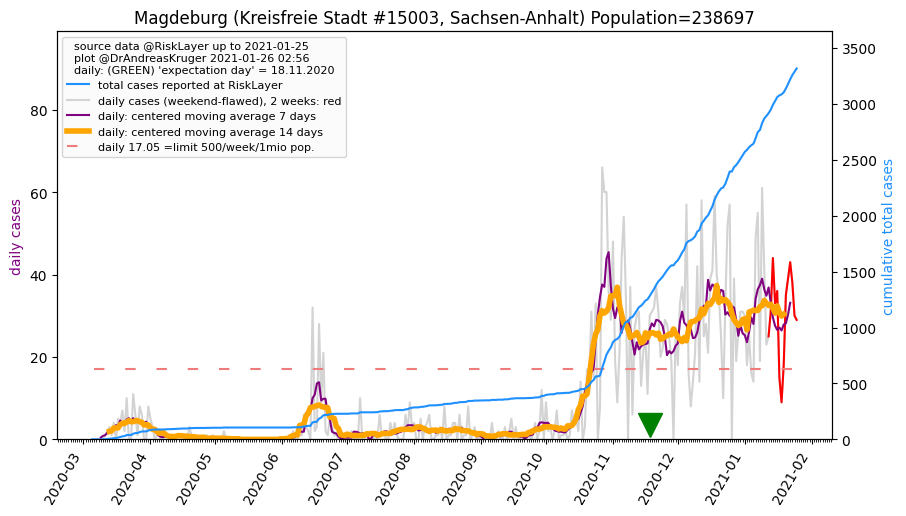 Magdeburg (Kreisfreie Stadt #15003, Sachsen-Anhalt) Population=238697
source data @RiskLayer up to 2021-01-25
plot @DrAndreasKruger 2021-01-26 02:56
daily: (GREEN) 'expectation day' = 18.11.2020
total cases reported at RiskLayer
daily cases (weekend-flawed), 2 weeks: red
daily: centered moving average 7 days
daily: centered moving average 14 days
daily 17.05 =limit 500/week/1mio pop.
daily cases
80
60
40
20
0
cumulative total cases
3500
3000
2500
2000
1500
1000
500
0
2020-03
2020-04
2020-05
2020-06
2020-07
2020-08
2020-09
2020-10
2020-11
2020-12
2021-01
2021-02